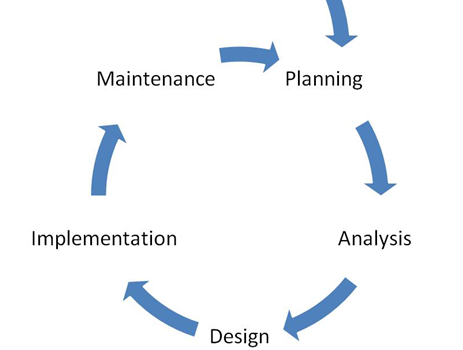 Maintenance
Planning
Implementation
Analysis
Design